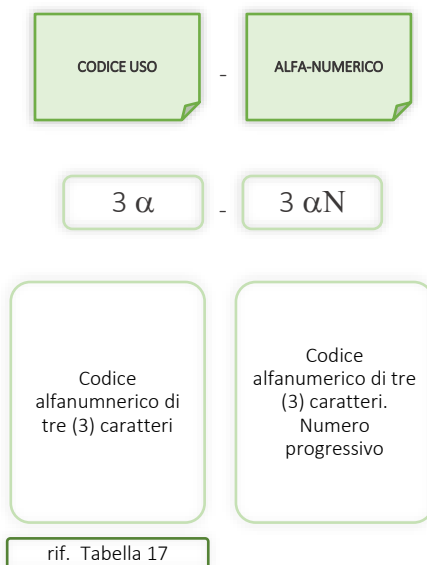 CODICE USO - ALFA-NUMERICO
3 α - 3 αN
Codice
alfanumnerico di
tre (3) caratteri
Codice
alfanumerico di tre
(3) caratteri.
Numero
progressivo
rif. Tabella 17